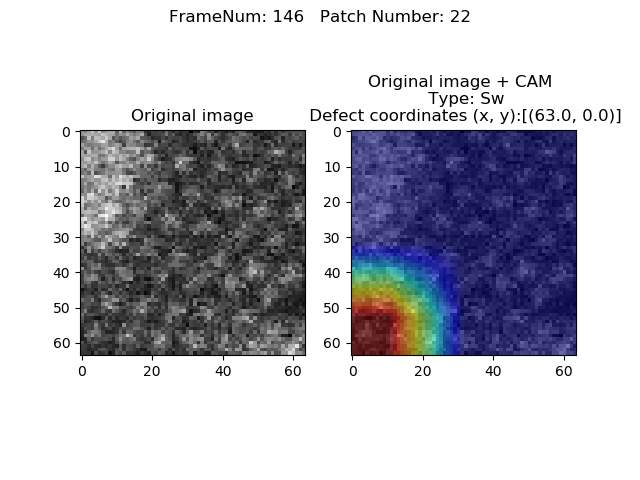 FrameNum: 146   Patch Number: 22
Original image
Original image + CAM
Type: Sw
Defect coordinates (x, y):[(63.0, 0.0)]
0
10
20
30
40
50
60
0 20 40 60
0
10
20
30
40
50
60
0 20 40 60